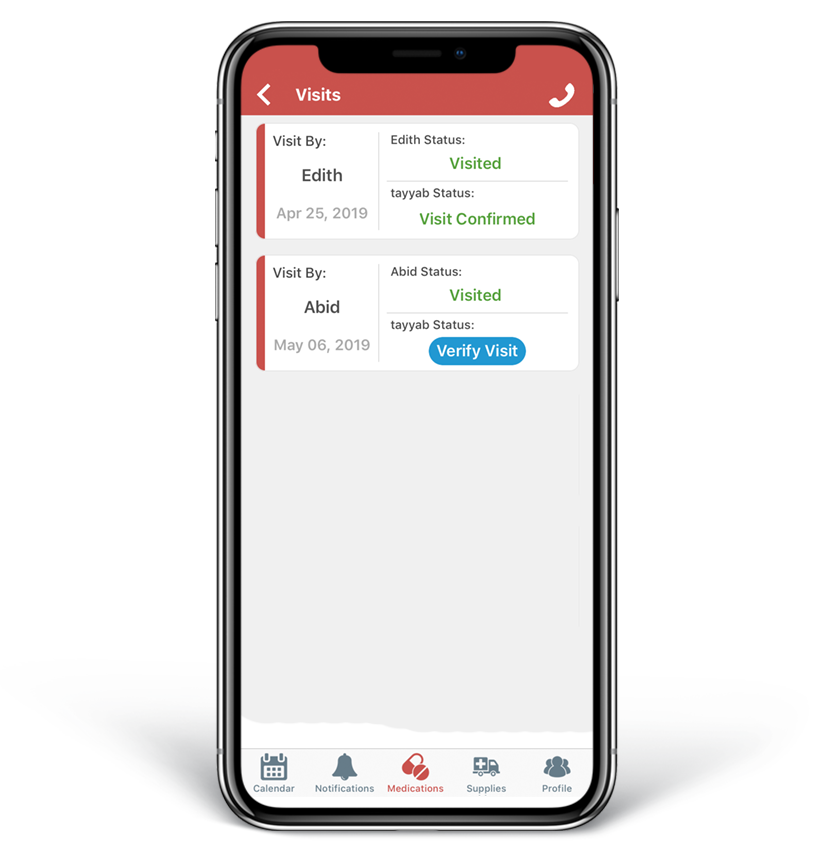 Visits
Visit By:
Edith
Apr 25, 2019
Edith Status:
Visited
tayyab Status:
Visit Confirmed
Visit By:
Abid
May 06, 2019
Abid Status:
Visited
tayyab Status:
Verify Visit
Calendar
Notifications
Medications
Supplies
Profile